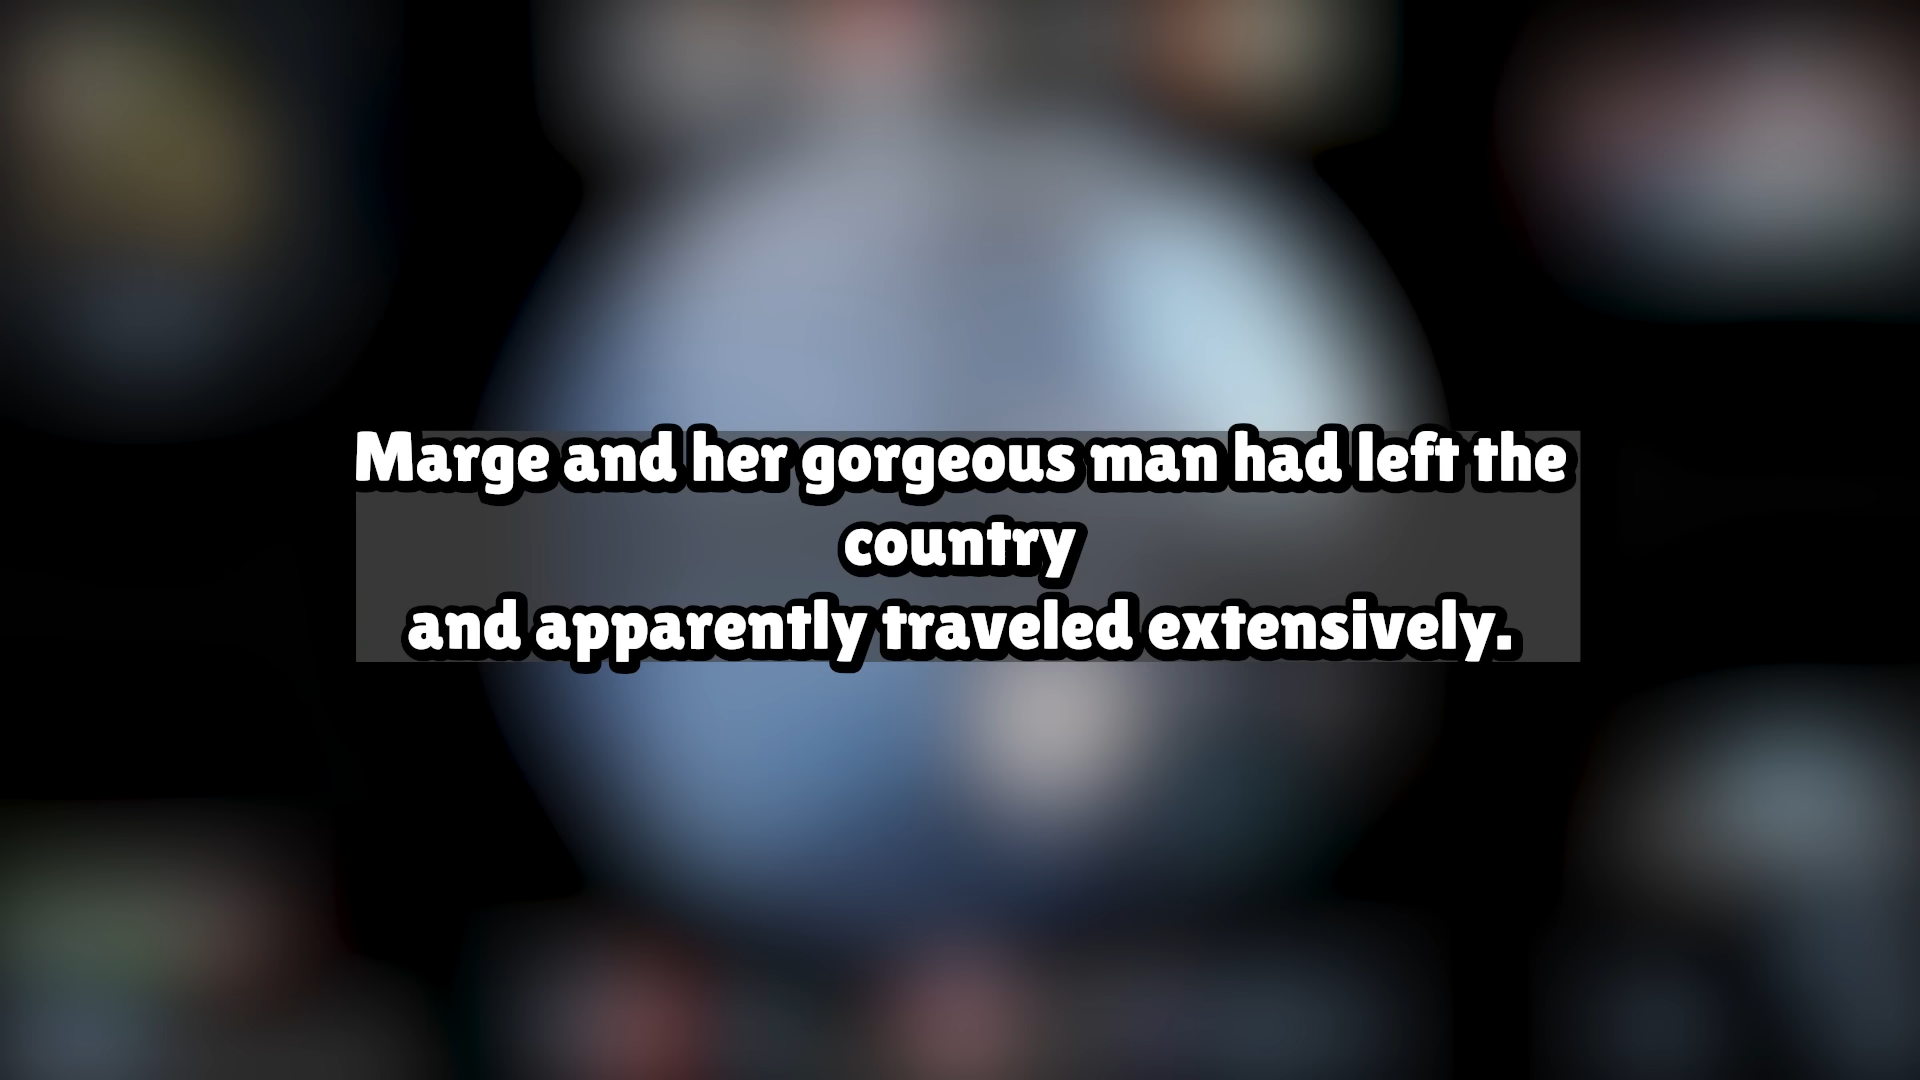 Marge and her gorgeous man had left the
country
and apparently traveled extensively.